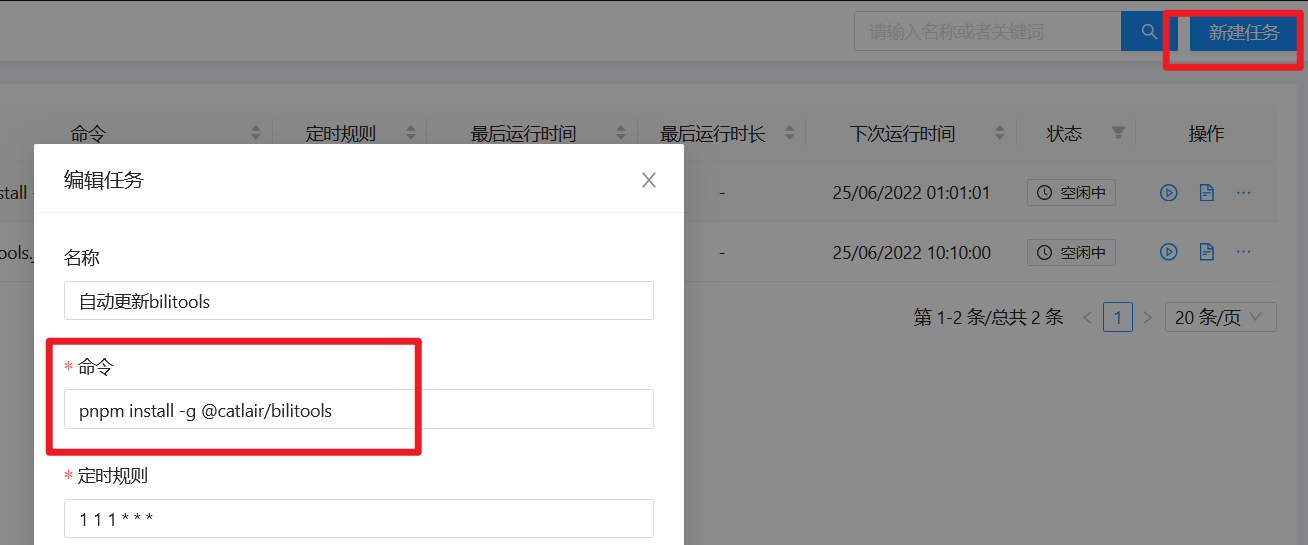 请输入名称或者关键词
新建任务
命令 定时规则 最后运行时间 最后运行时长 下次运行时间 状态 操作
编辑任务
- 25/06/2022 01:01:01 空闲中 ...
名称
- 25/06/2022 10:10:00 空闲中 ...
自动更新bilitools
第 1-2 条/总共 2 条 < 1 > 20 条/页
* 命令
pnpm install -g @catlair/bilitools
* 定时规则
1 1 1 * * *